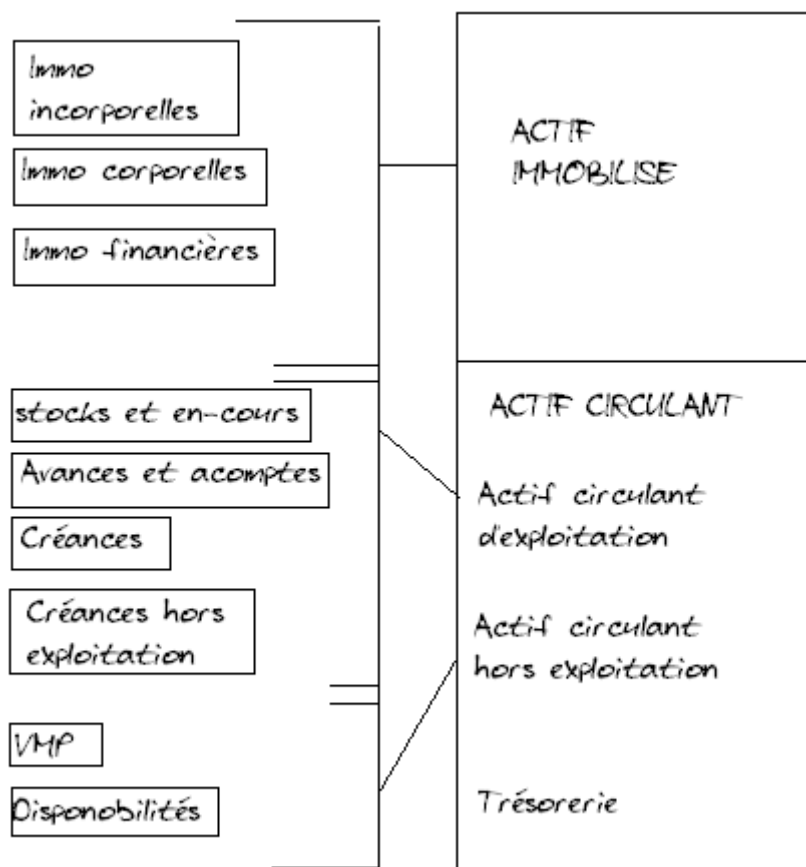 Immo
incorporelles
Immo corporelles
Immo financières
stocks et en-cours
Avances et acomptes
Créances
Créances hors
exploitation
VMP
Disponobilités
ACTIF
IMMOBILISE
ACTIF CIRCULANT
Actif circulant
d'exploitation
Actif circulant
hors exploitation
Trésorerie